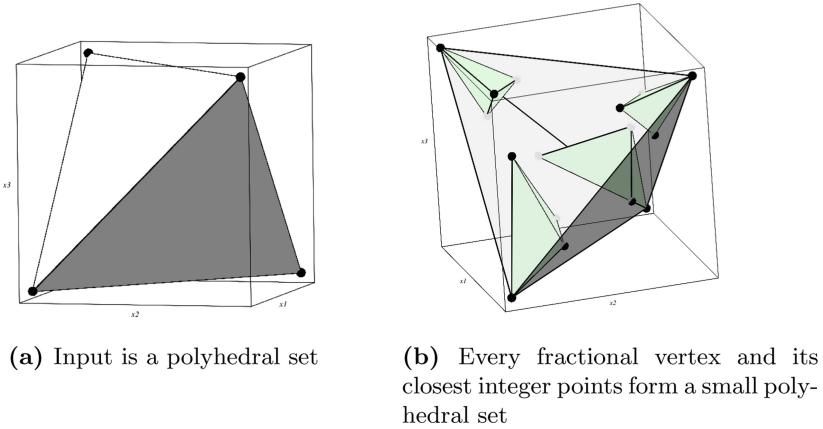 x3
x2
x1
x3
x1
x2
(a) Input is a polyhedral set
(b) Every fractional vertex and its
closest integer points form a small poly-
hedral set